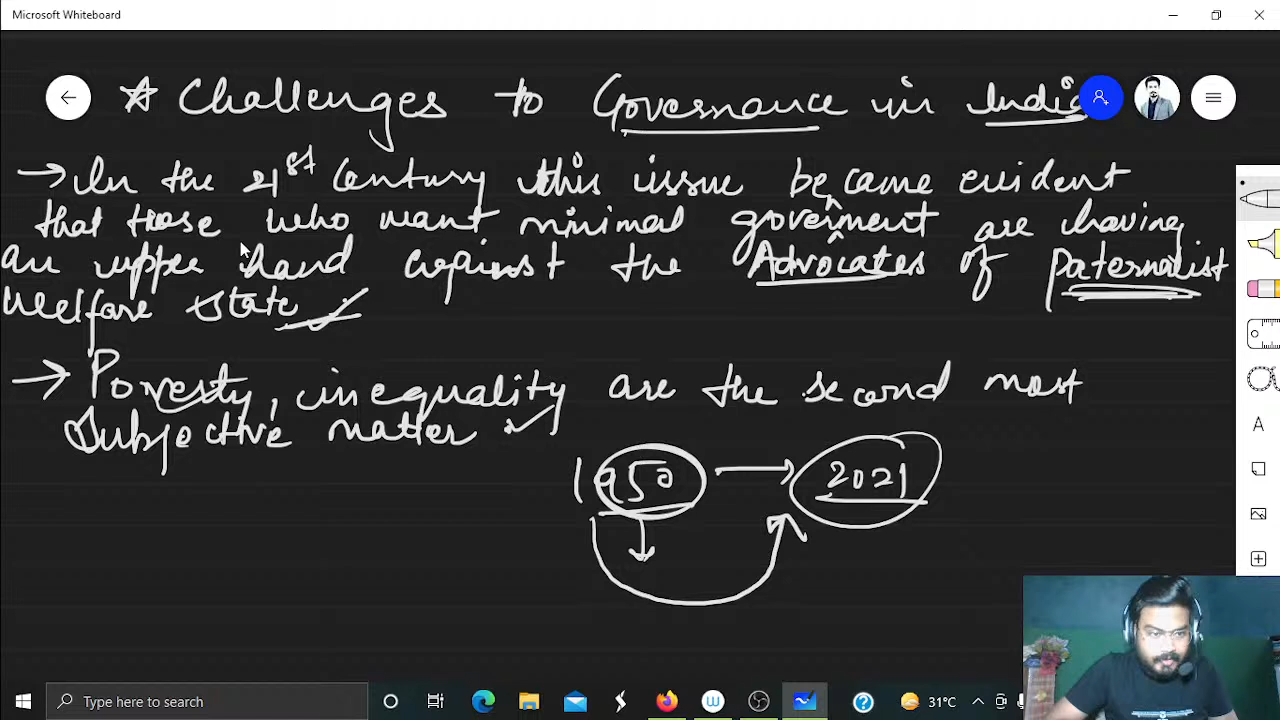 Microsoft Whiteboard
☆ Challenges to Governance in India
→ In the 21st Century this issue became evident
that those who want minimal government are having
an upper hand against the Advocates of paternalist
Welfare state
→ Poverty, inequality are the second most
Subjective matter
1950 → 2021
A
Type here to search
31°C